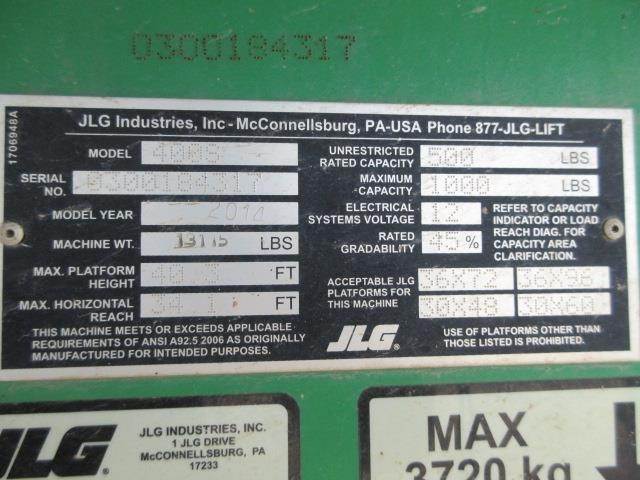 0300184317
1706948A
JLG Industries, Inc - McConnellsburg, PA-USA Phone 877-JLG-LIFT
MODEL 400S
SERIAL NO. 0300184317
MODEL YEAR 2014
MACHINE WT. LBS
MAX. PLATFORM HEIGHT 40.3 FT
MAX. HORIZONTAL REACH 34.1 FT
THIS MACHINE MEETS OR EXCEEDS APPLICABLE
REQUIREMENTS OF ANSI A92.5 2006 AS ORIGINALLY
MANUFACTURED FOR INTENDED PURPOSES.
UNRESTRICTED RATED CAPACITY 500 LBS
MAXIMUM CAPACITY 1000 LBS
ELECTRICAL SYSTEMS VOLTAGE 12
RATED GRADABILITY 45 %
REFER TO CAPACITY
INDICATOR OR LOAD
REACH DIAG. FOR
CAPACITY AREA
CLARIFICATION.
ACCEPTABLE JLG
PLATFORMS FOR
THIS MACHINE
36X72 36X96
30X48 30X60
JLG®
USE OF PLATFORMS OTHER THAN
THOSE LISTED IS PROHIBITED.
JLG®
JLG INDUSTRIES, INC.
1 JLG DRIVE
McCONNELLSBURG, PA
17233
MAX
3720 kg